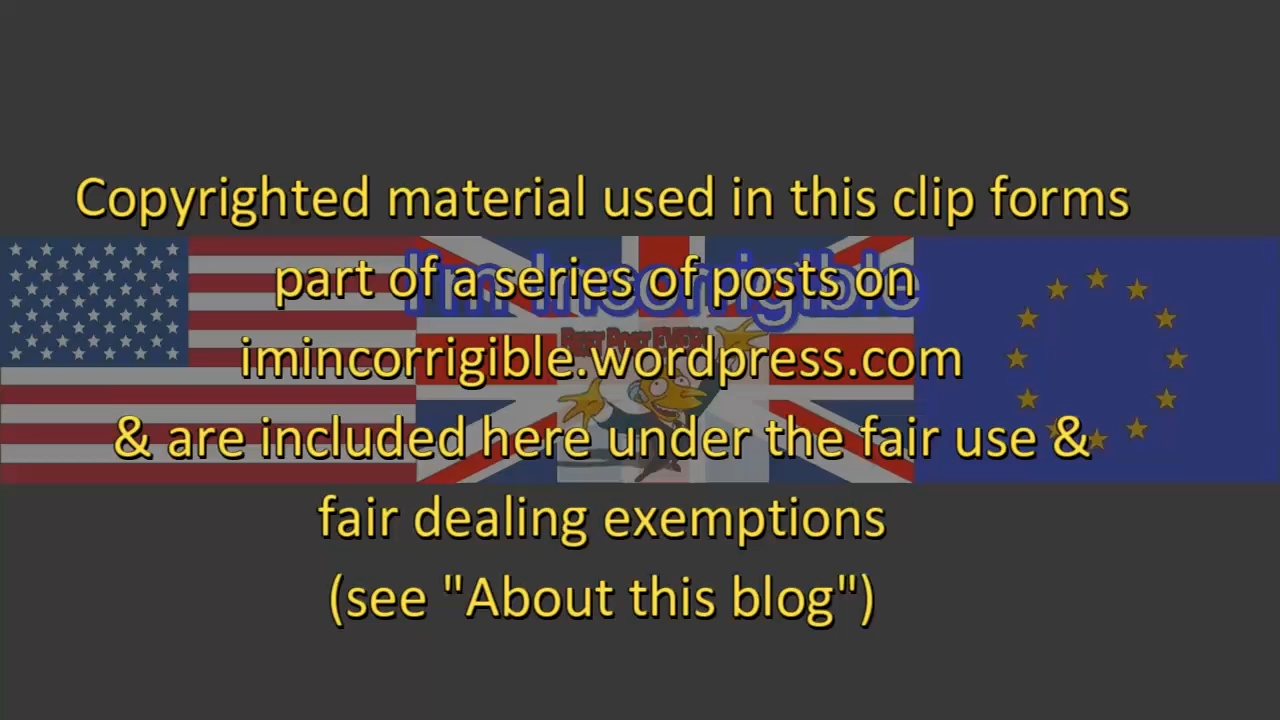 Copyrighted material used in this clip forms
I'm Incorrigible
part of a series of posts on
imincorrigible.wordpress.com
& are included here under the fair use &
fair dealing exemptions
(see "About this blog")